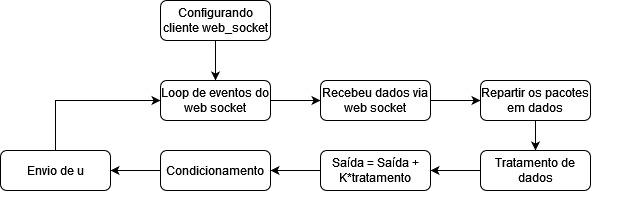 Configurando
cliente web_socket
Loop de eventos do
web socket
Recebeu dados via
web socket
Repartir os pacotes
em dados
Tratamento de
dados
Saída = Saída +
K*tratamento
Condicionamento
Envio de u